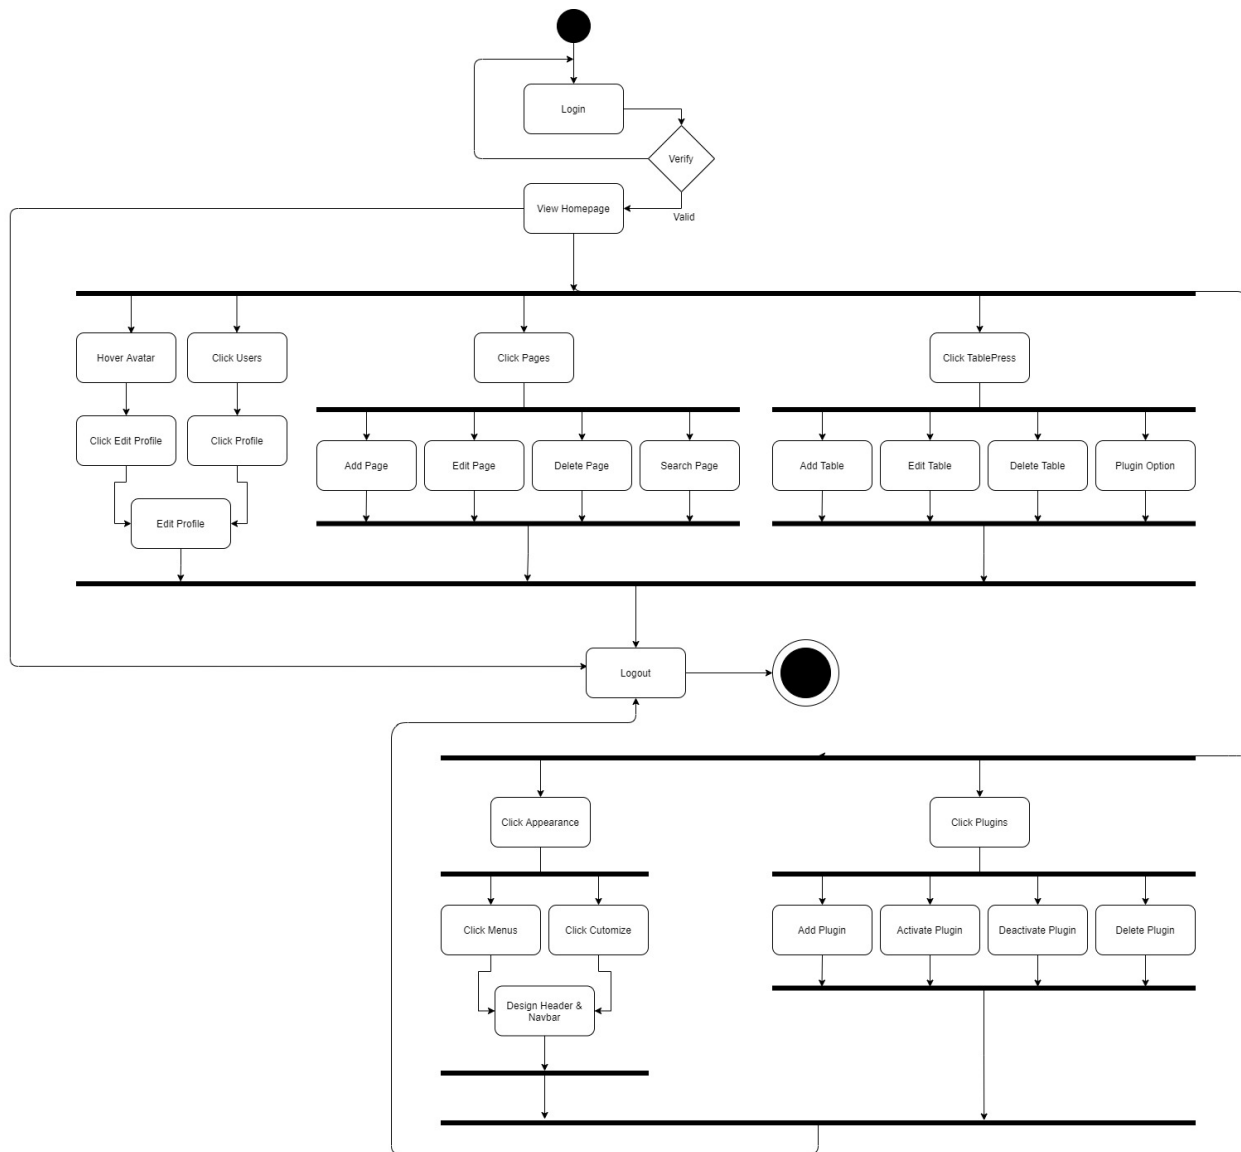 Login
Verify
View Homepage
Valid
Hover Avatar
Click Users
Click Pages
Click TablePress
Click Edit Profile
Click Profile
Add Page
Edit Page
Delete Page
Search Page
Add Table
Edit Table
Delete Table
Plugin Option
Edit Profile
Logout
Click Appearance
Click Plugins
Click Menus
Click Cutomize
Add Plugin
Activate Plugin
Deactivate Plugin
Delete Plugin
Design Header &
Navbar